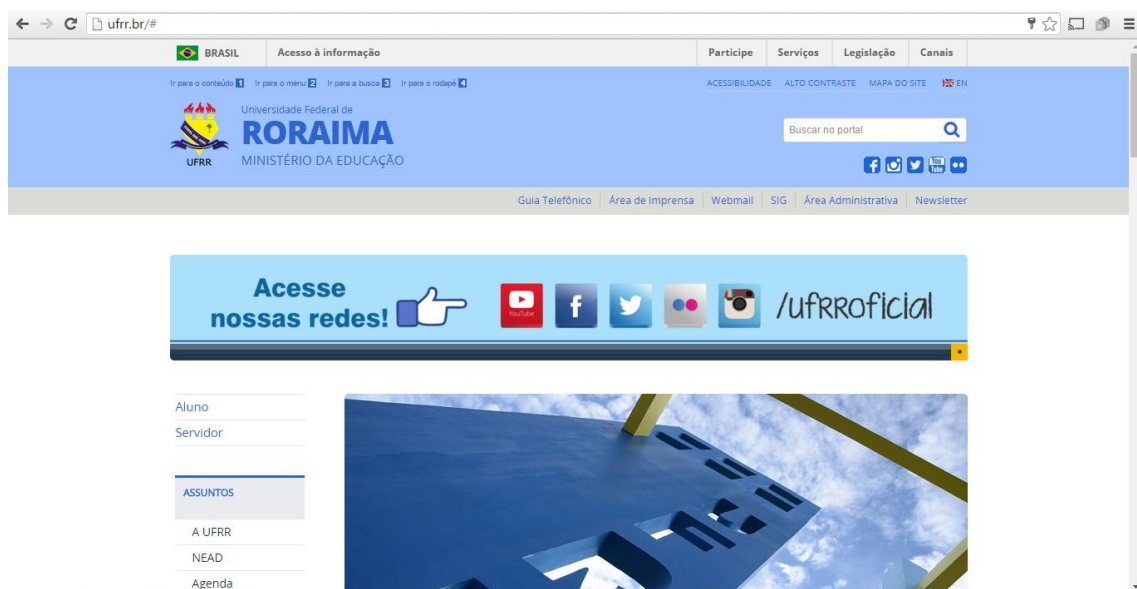 ufrr.br/#
BRASIL Acesso à informação Participe Serviços Legislação Canais
Ir para o conteúdo 1 Ir para o menu 2 Ir para a busca 3 Ir para o rodapé 4 ACESSIBILIDADE ALTO CONTRASTE MAPA DO SITE EN
Universidade Federal de
RORAIMA
MINISTÉRIO DA EDUCAÇÃO
UFRR
Buscar no portal
You
Tube
Guia Telefônico Área de Imprensa Webmail SIG Área Administrativa Newsletter
Acesse
nossas redes!
YouTube
f
/ufrroficial
Aluno
Servidor
ASSUNTOS
A UFRR
NEAD
Agenda